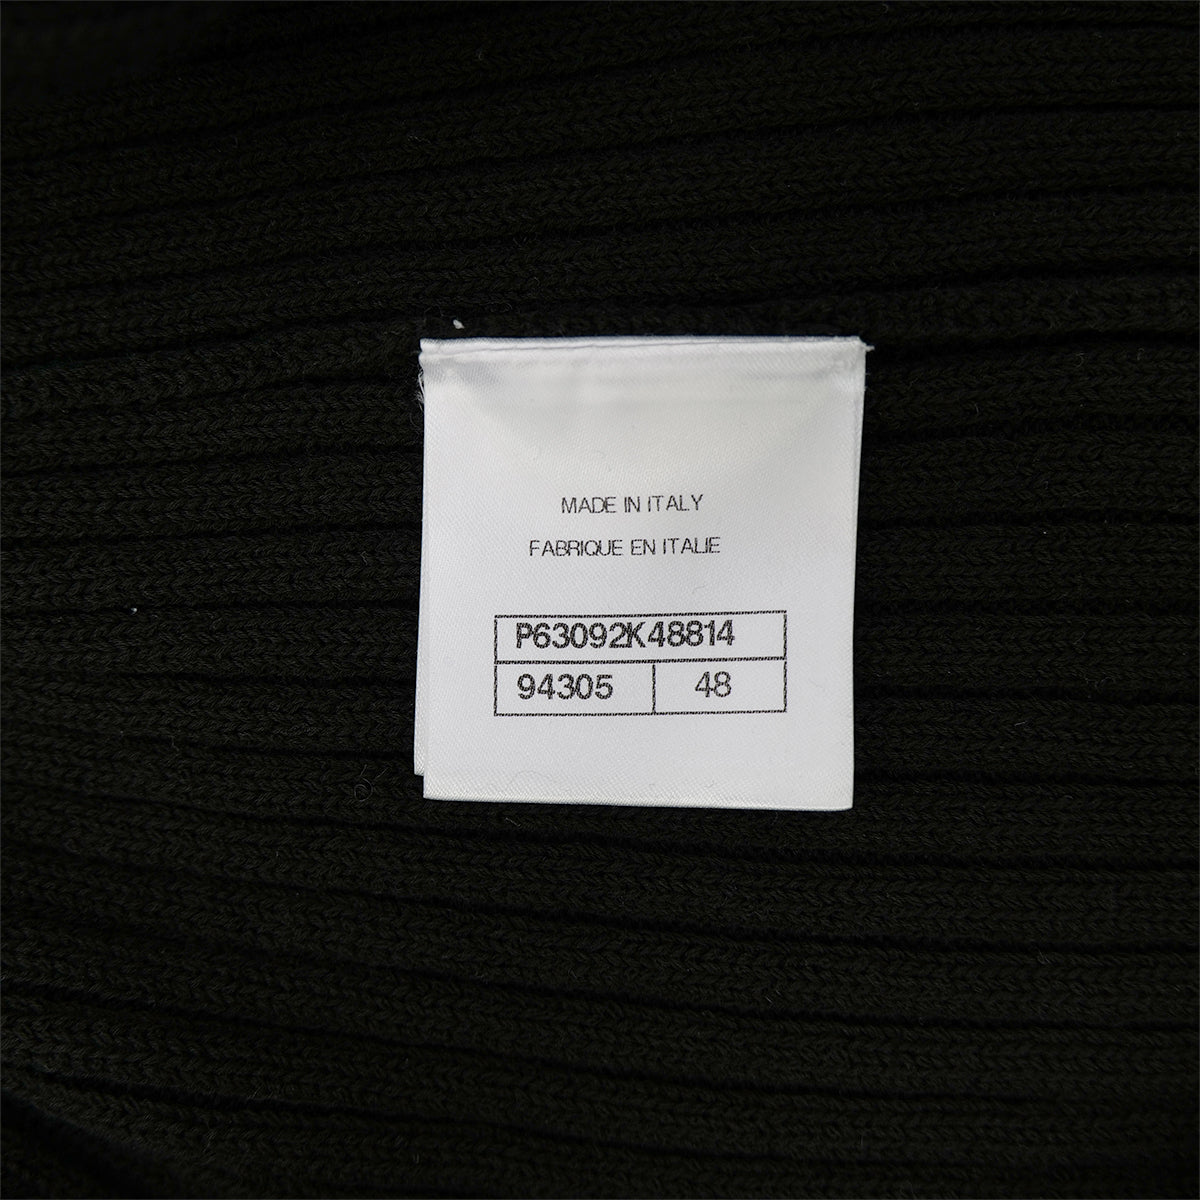 MADE IN ITALY
FABRIQUE EN ITALIE
P63092K48814
94305 48